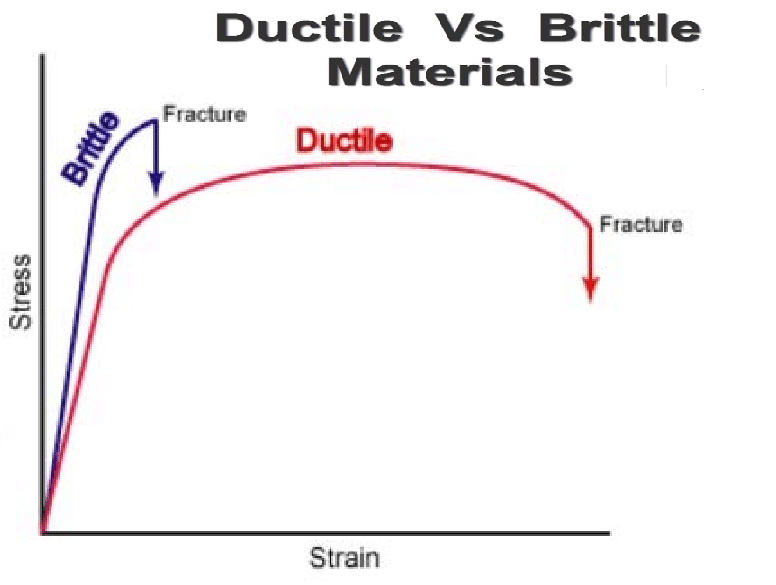 Ductile Vs Brittle
Materials
Fracture
Brittle
Ductile
Fracture
Stress
Strain